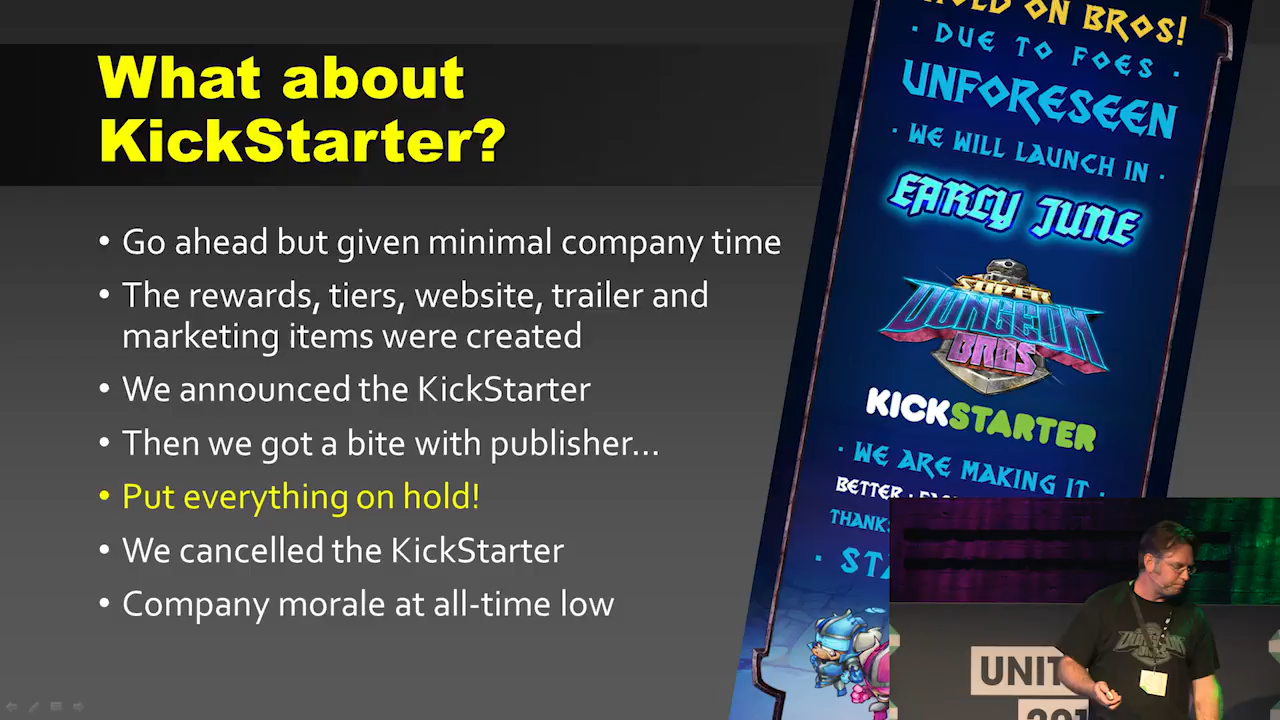 What about
KickStarter?
• Go ahead but given minimal company time
• The rewards, tiers, website, trailer and
marketing items were created
• We announced the KickStarter
• Then we got a bite with publisher...
• Put everything on hold!
• We cancelled the KickStarter
• Company morale at all-time low
ON BROS!
· DUE TO FOES ·
UNFORESEEN
· WE WILL LAUNCH IN ·
EARLY JUNE
SUPER
DUNGEON
BROS
KICKSTARTER
· WE ARE MAKING IT ·
BETTER ·
DUNGEON
BROS